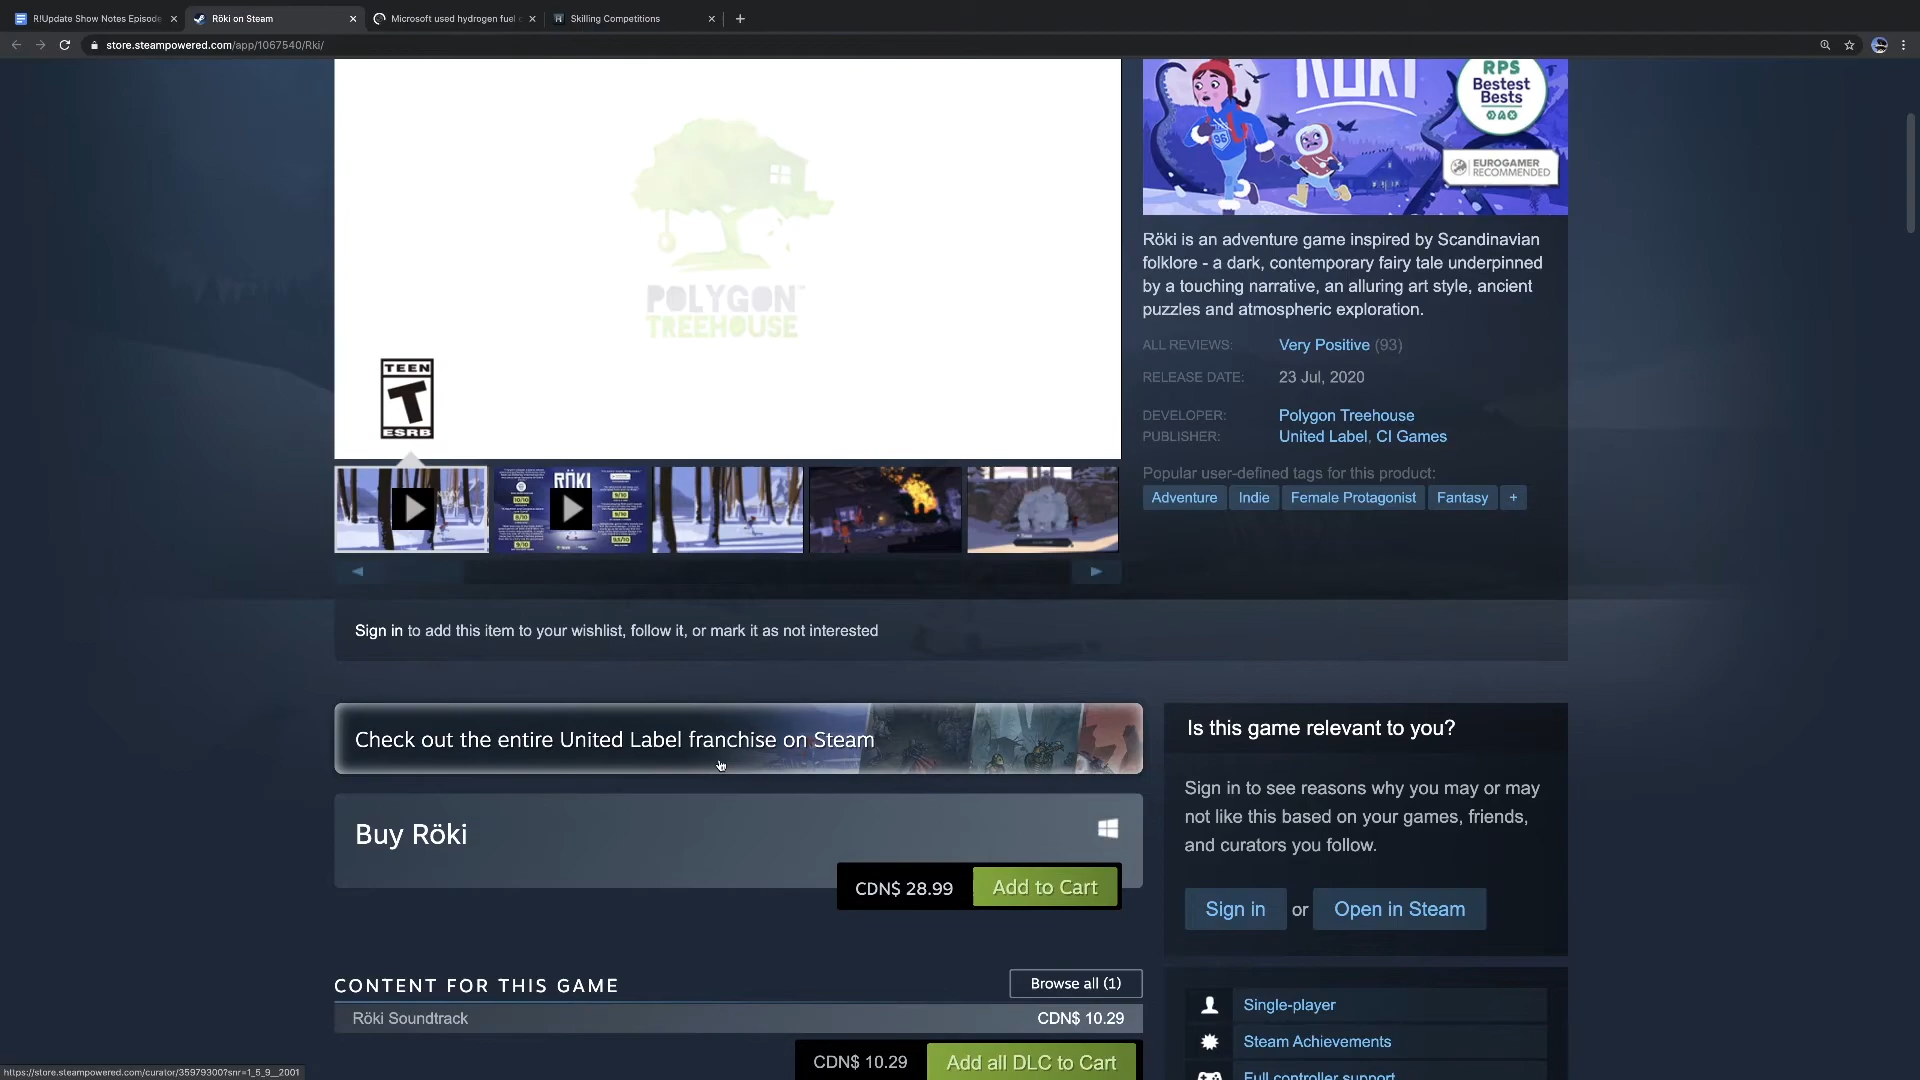 R!Update Show Notes Episode
Röki on Steam
Microsoft used hydrogen fuel c
Skilling Competitions
store.steampowered.com/app/1067540/Rki/
RÖKI
RPS
Bestest
Bests
EUROGAMER
RECOMMENDED
POLYGON
TREEHOUSE
TEEN
T
ESRB
Röki is an adventure game inspired by Scandinavian
folklore - a dark, contemporary fairy tale underpinned
by a touching narrative, an alluring art style, ancient
puzzles and atmospheric exploration.
ALL REVIEWS: Very Positive (93)
RELEASE DATE: 23 Jul, 2020
DEVELOPER: Polygon Treehouse
PUBLISHER: United Label, CI Games
Popular user-defined tags for this product:
Adventure Indie Female Protagonist Fantasy +
RÖKI
Sign in to add this item to your wishlist, follow it, or mark it as not interested
Check out the entire United Label franchise on Steam
Buy Röki
CDN$ 28.99 Add to Cart
Is this game relevant to you?
Sign in to see reasons why you may or may
not like this based on your games, friends,
and curators you follow.
Sign in or Open in Steam
CONTENT FOR THIS GAME Browse all (1)
Röki Soundtrack CDN$ 10.29
CDN$ 10.29 Add all DLC to Cart
Single-player
Steam Achievements
Full controller support
https://store.steampowered.com/curator/35979300?snr=1_5_9__2001